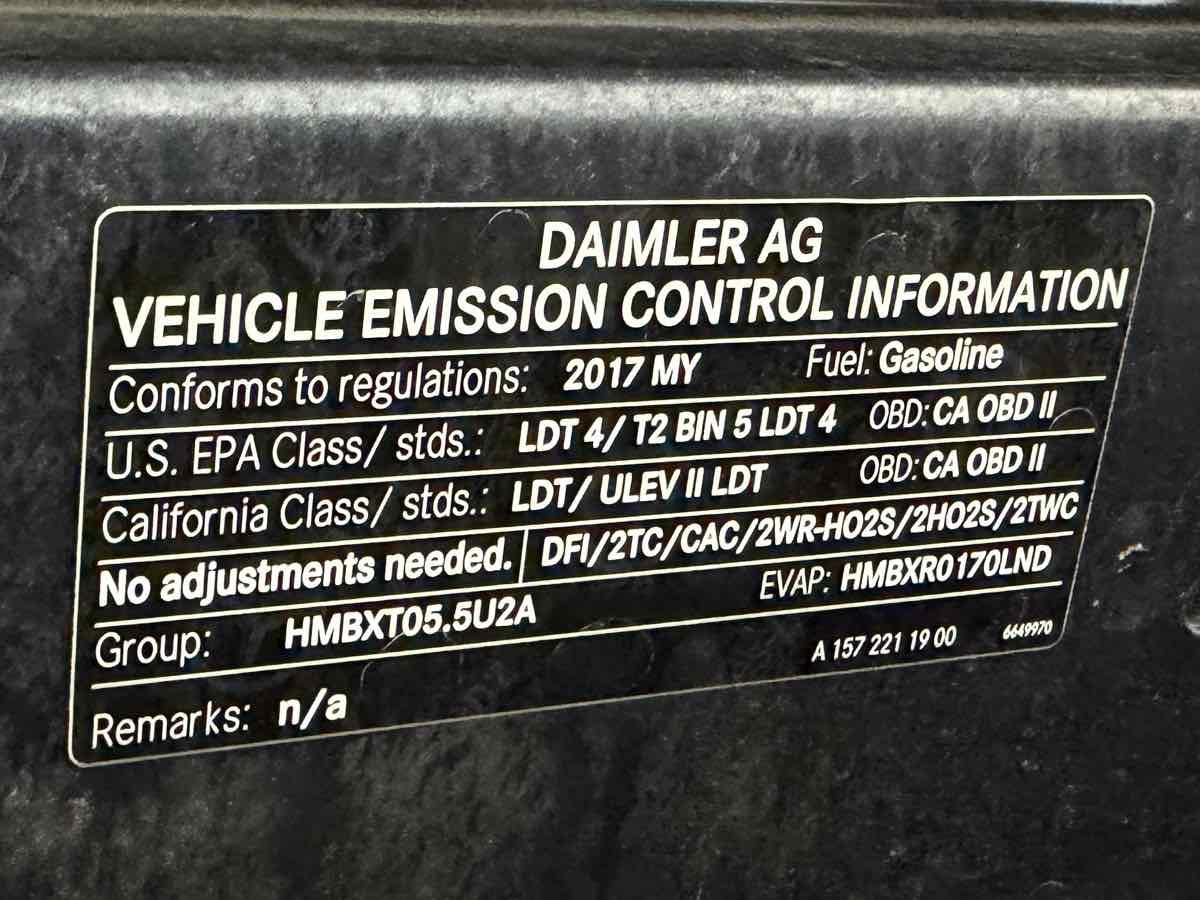 DAIMLER AG
VEHICLE EMISSION CONTROL INFORMATION
Conforms to regulations: 2017 MY Fuel: Gasoline
U.S. EPA Class/ stds.: LDT 4/ T2 BIN 5 LDT 4 OBD: CA OBD II
California Class/ stds.: LDT/ ULEV II LDT OBD: CA OBD II
No adjustments needed. DFI/2TC/CAC/2WR-HO2S/2HO2S/2TWC
Group: HMBXT05.5U2A EVAP: HMBXR0170LND
Remarks: n/a A 157 221 19 00 6649970